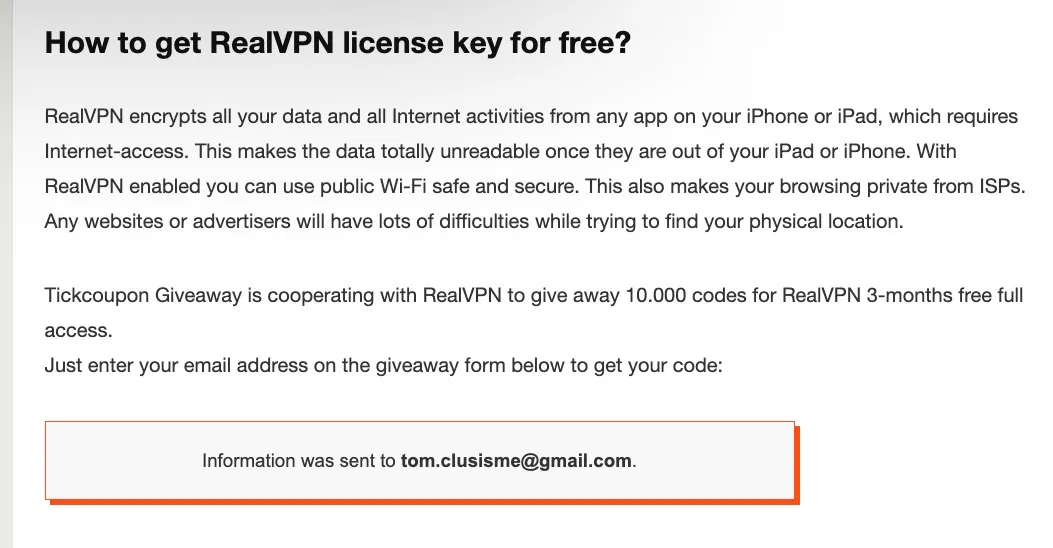 How to get RealVPN license key for free?
RealVPN encrypts all your data and all Internet activities from any app on your iPhone or iPad, which requires
Internet-access. This makes the data totally unreadable once they are out of your iPad or iPhone. With
RealVPN enabled you can use public Wi-Fi safe and secure. This also makes your browsing private from ISPs.
Any websites or advertisers will have lots of difficulties while trying to find your physical location.
Tickcoupon Giveaway is cooperating with RealVPN to give away 10.000 codes for RealVPN 3-months free full
access.
Just enter your email address on the giveaway form below to get your code:
Information was sent to tom.clusisme@gmail.com.